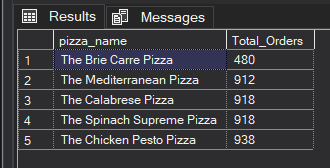 Results Messages
pizza_name Total_Orders
1 The Brie Carre Pizza 480
2 The Mediterranean Pizza 912
3 The Calabrese Pizza 918
4 The Spinach Supreme Pizza 918
5 The Chicken Pesto Pizza 938